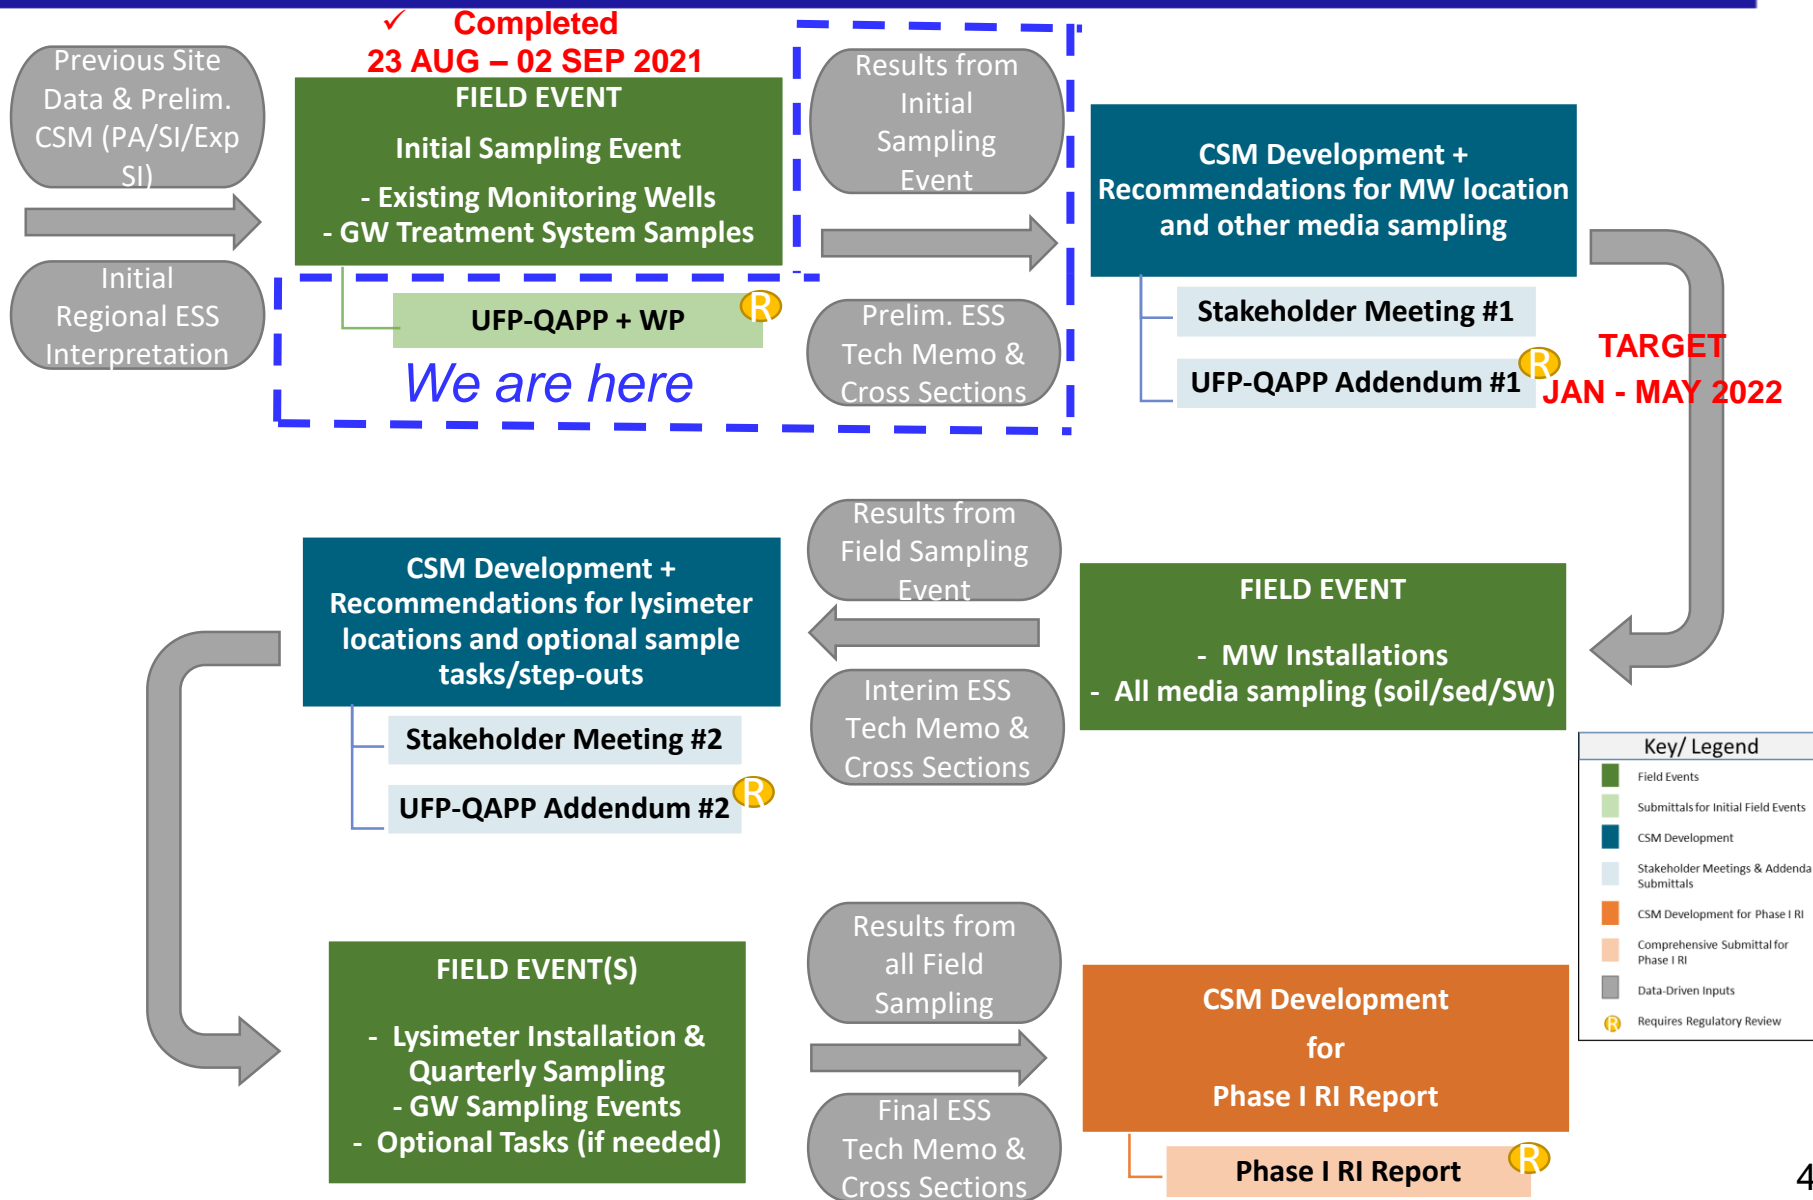 ✓ Completed
23 AUG – 02 SEP 2021
Previous Site
Data & Prelim.
CSM (PA/SI/Exp
SI)
Initial
Regional ESS
Interpretation
FIELD EVENT
Initial Sampling Event
- Existing Monitoring Wells
- GW Treatment System Samples
UFP-QAPP + WP
R
We are here
Results from
Initial
Sampling
Event
Prelim. ESS
Tech Memo &
Cross Sections
CSM Development +
Recommendations for MW location
and other media sampling
Stakeholder Meeting #1
UFP-QAPP Addendum #1
R
TARGET
JAN - MAY 2022
FIELD EVENT
- MW Installations
- All media sampling (soil/sed/SW)
Results from
Field Sampling
Event
Interim ESS
Tech Memo &
Cross Sections
CSM Development +
Recommendations for lysimeter
locations and optional sample
tasks/step-outs
Stakeholder Meeting #2
UFP-QAPP Addendum #2
R
FIELD EVENT(S)
- Lysimeter Installation &
Quarterly Sampling
- GW Sampling Events
- Optional Tasks (if needed)
Results from
all Field
Sampling
Final ESS
Tech Memo &
Cross Sections
CSM Development
for
Phase I RI Report
Phase I RI Report
R
Key/ Legend
Field Events
Submittals for Initial Field Events
CSM Development
Stakeholder Meetings & Addenda
Submittals
CSM Development for Phase I RI
Comprehensive Submittal for
Phase I RI
Data-Driven Inputs
R Requires Regulatory Review
4